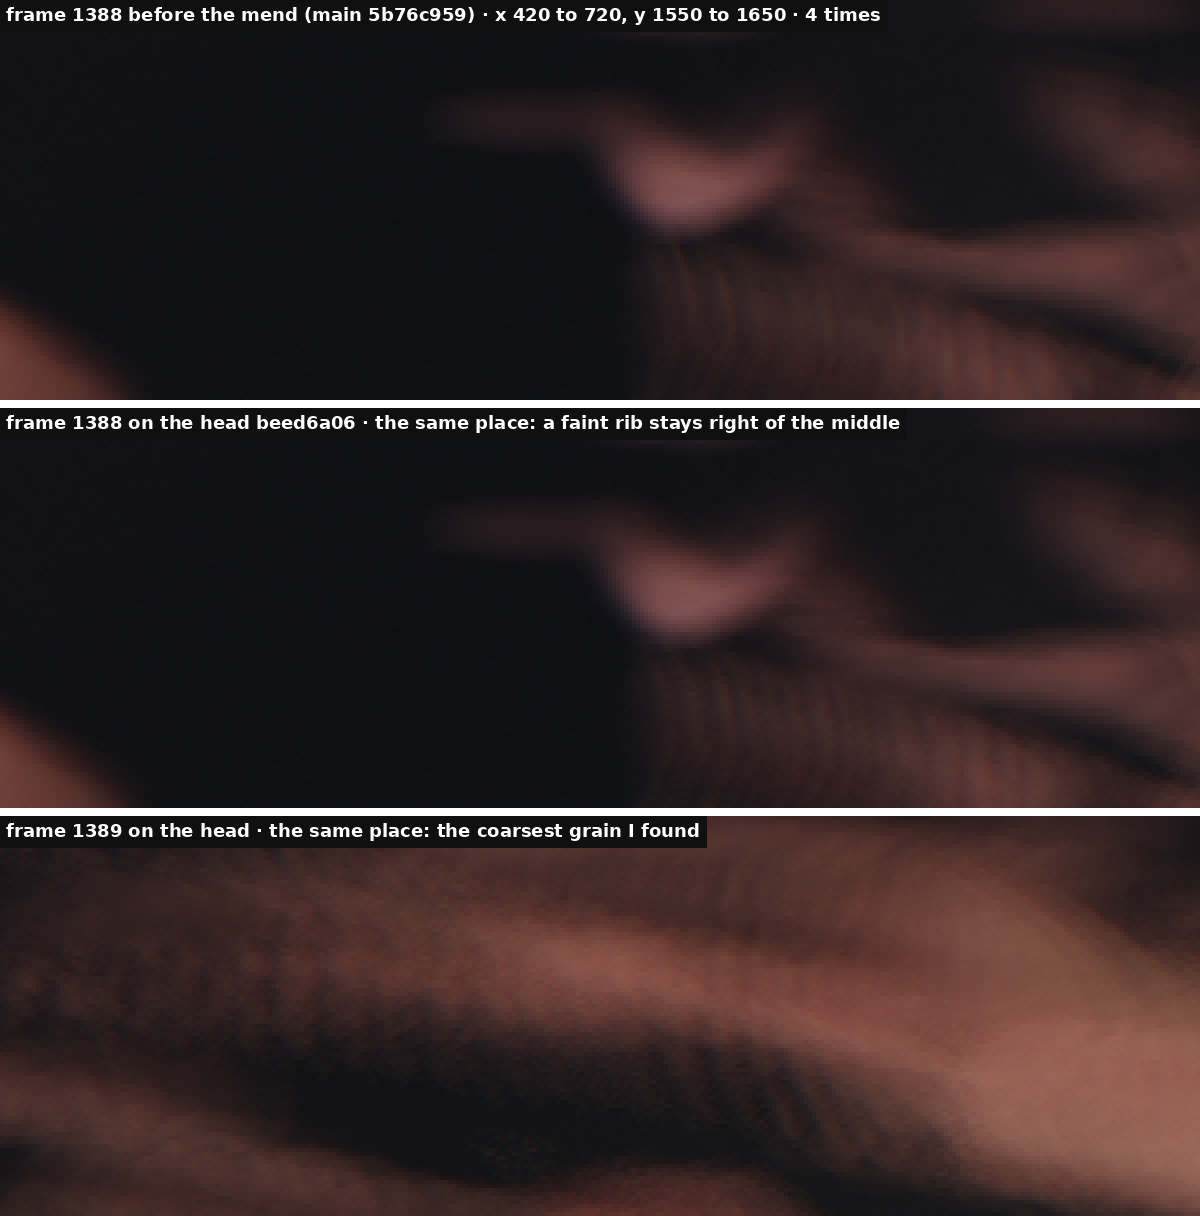 frame 1388 before the mend (main 5b76c959) · x 420 to 720, y 1550 to 1650 · 4 times
frame 1388 on the head beed6a06 · the same place: a faint rib stays right of the middle
frame 1389 on the head · the same place: the coarsest grain I found